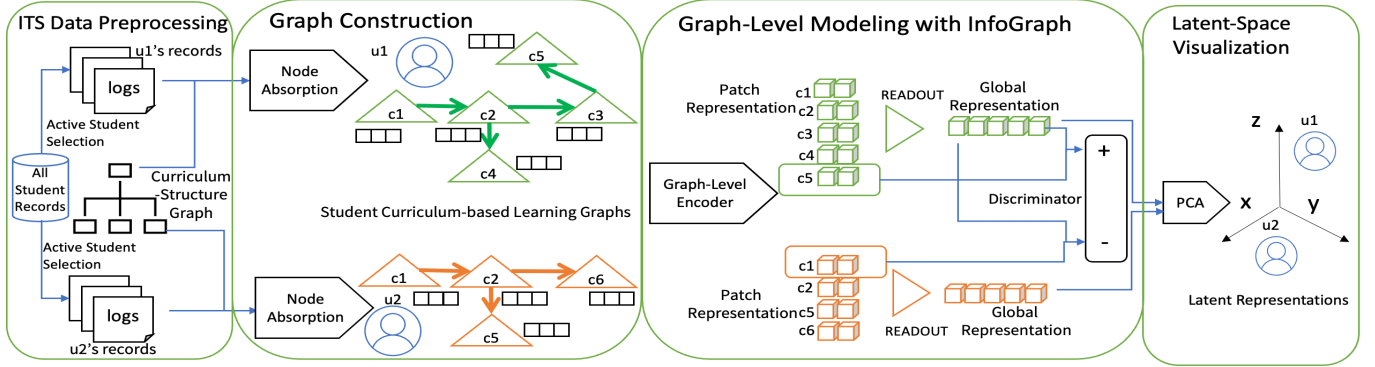 ITS Data Preprocessing
u1's records
logs
Active Student
Selection
All
Student
Records
Curriculum
-Structure
Graph
Active Student
Selection
logs
u2's records
Graph Construction
Node
Absorption
u1
c5
c1
c2
c3
c4
Student Curriculum-based Learning Graphs
Node
Absorption
u2
c1
c2
c6
c5
Graph-Level Modeling with InfoGraph
Patch
Representation
c1
c2
c3
c4
c5
READOUT
Global
Representation
Graph-Level
Encoder
Discriminator
+
-
c1
c2
c5
c6
Patch
Representation
READOUT
Global
Representation
Latent-Space
Visualization
PCA
z
x
y
u1
u2
Latent Representations